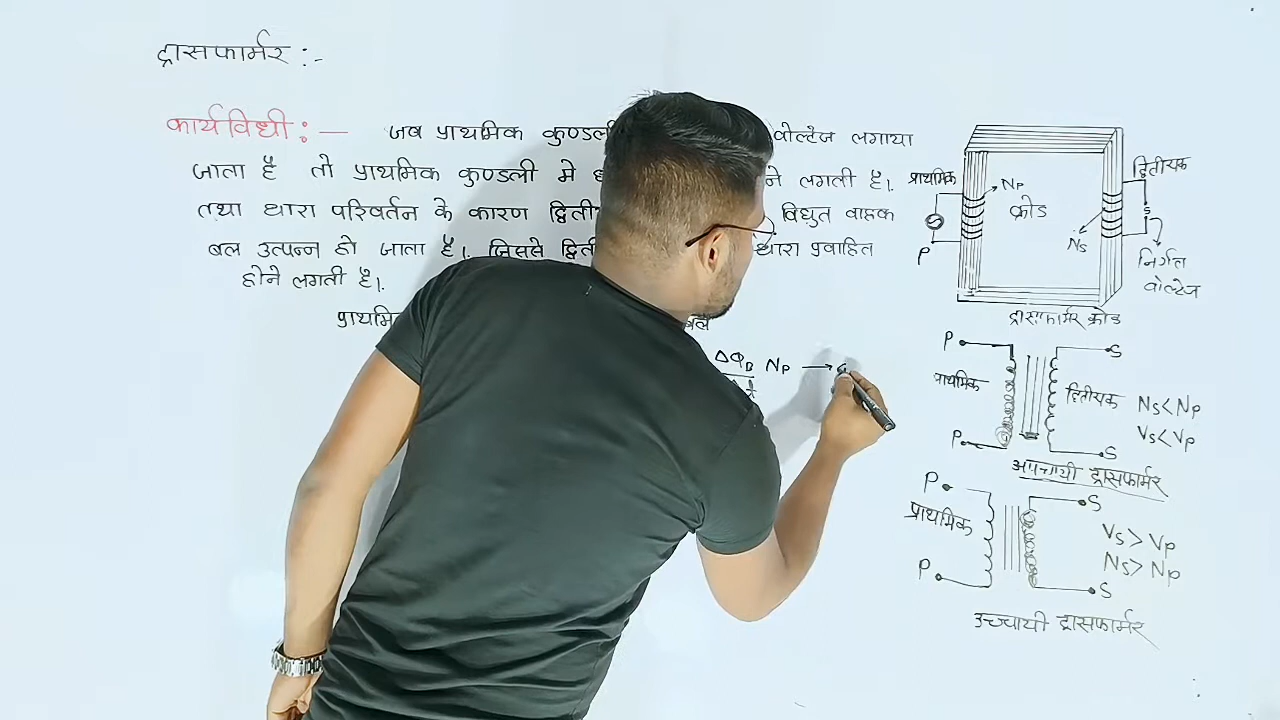 ट्रासफार्मर :-
कार्यविधी :- जब प्राथमिक कुण्डली वोल्टेज लगाया
जाता है तो प्राथमिक कुण्डली मे ने लगती है।
तथा धारा परिवर्तन के कारण विद्युत वाहक
बल उत्पन्न हो जाता है। जिससे धारा प्रवाहित
होने लगती है।
ΔΦB Np →
Δt
प्राथमिक
P
Np
क्रोड
Ns
द्वितीयक
S
S
निर्गत
वोल्टेज
ट्रासफार्मर क्रोड
P
S
प्राथमिक
द्वितीयक
Ns<Np
Vs<Vp
P
S
अपचायी ट्रासफार्मर
P
S
प्राथमिक
Vs>Vp
Ns>Np
P
S
उच्चायी ट्रासफार्मर